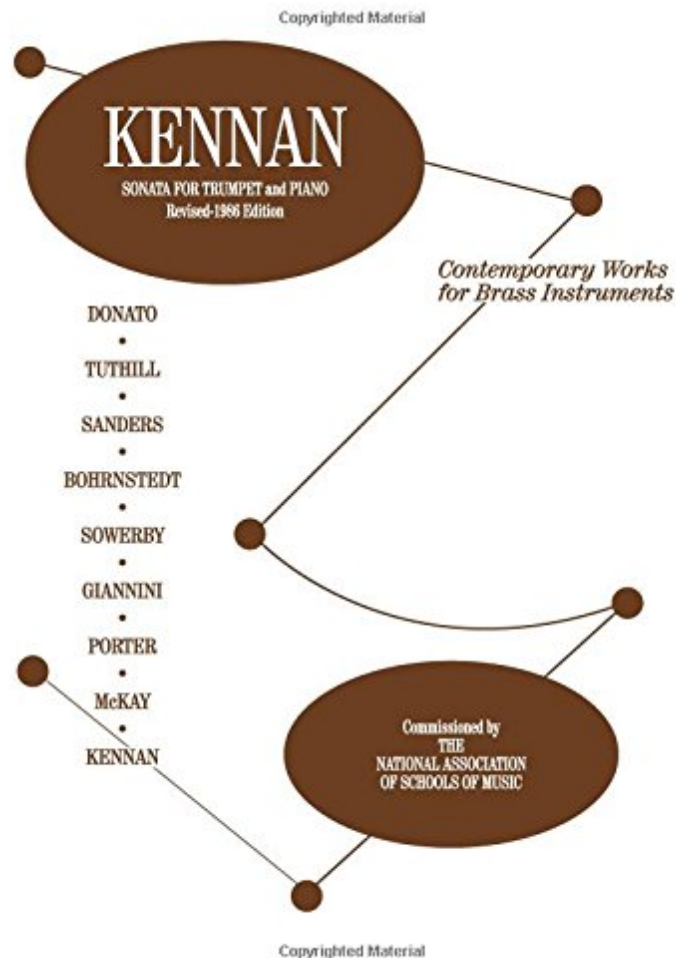 Copyrighted Material
KENNAN
SONATA FOR TRUMPET and PIANO
Revised-1986 Edition
Contemporary Works
for Brass Instruments
DONATO
•
TUTHILL
•
SANDERS
•
BOHRNSTEDT
•
SOWERBY
•
GIANNINI
•
PORTER
•
McKAY
•
KENNAN
Commissioned by
THE
NATIONAL ASSOCIATION
OF SCHOOLS OF MUSIC
Copyrighted Material